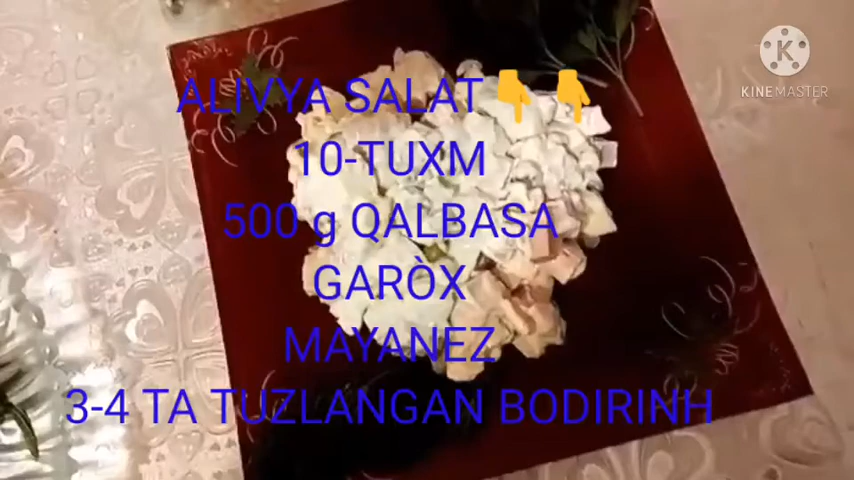 KINEMASTER
ALIVYA SALAT👇👇
10-TUXM
500 g QALBASA
GARÒX
MAYANEZ
3-4 TA TUZLANGAN BODIRINH